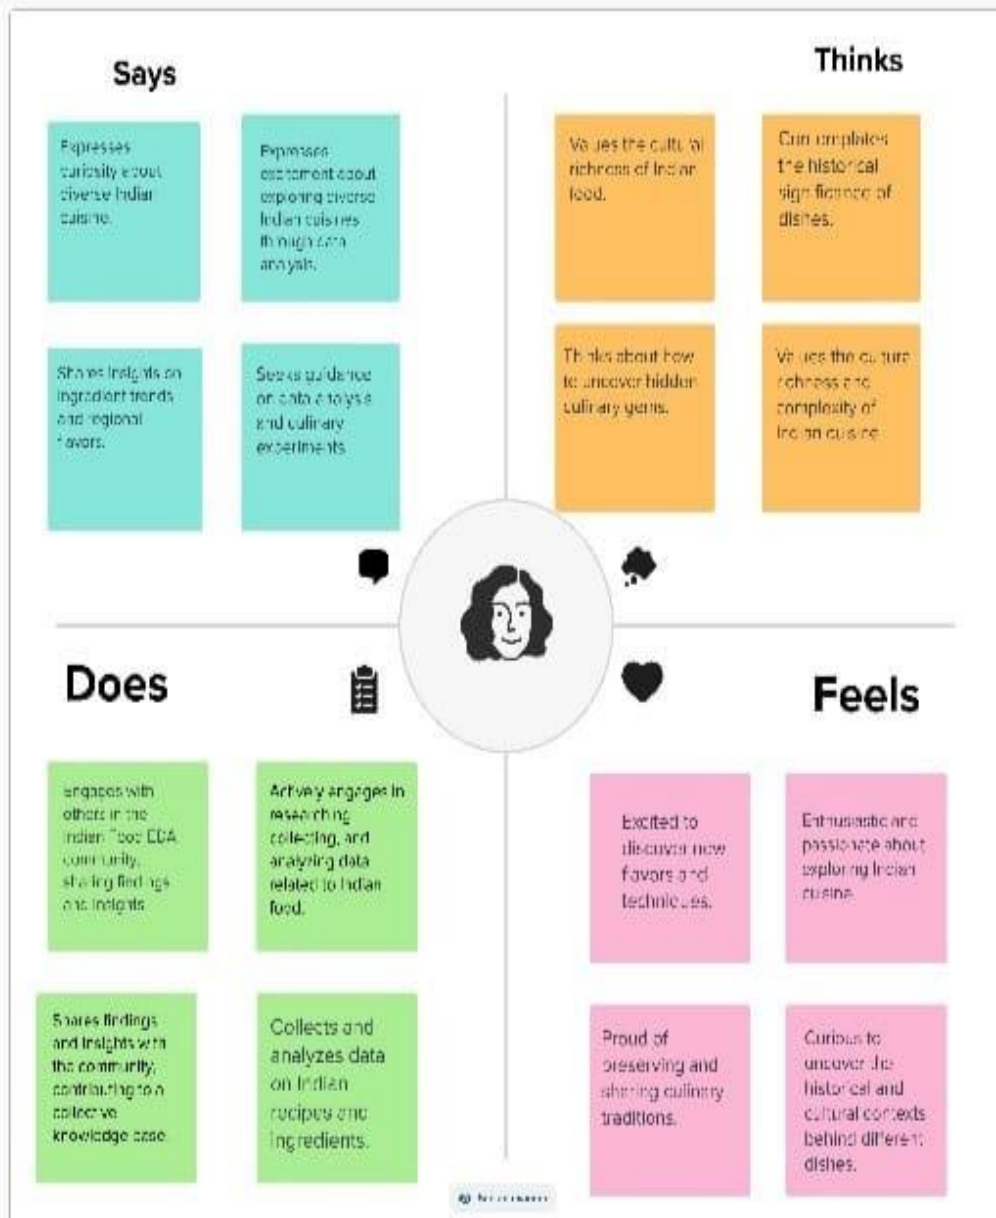 Says
Expresses
curiosity about
diverse Indian
cuisine.
Expresses
excitement about
exploring diverse
Indian cuisines
through data
analysis.
Shares insights on
ingredient trends
and regional
flavors.
Seeks guidance
on data analysis
and culinary
experiments.
Thinks
Values the cultural
richness of Indian
food.
Contemplates
the historical
significance of
dishes.
Thinks about how
to uncover hidden
culinary gems.
Values the cultural
richness and
complexity of
Indian cuisine.
Does
Engages with
others in the
Indian Food EDA
community,
sharing findings
and insights.
Actively engages in
researching,
collecting, and
analyzing data
related to Indian
food.
Shares findings
and insights with
the community,
contributing to a
collective
knowledge base.
Collects and
analyzes data
on Indian
recipes and
ingredients.
Feels
Excited to
discover new
flavors and
techniques.
Enthusiastic and
passionate about
exploring Indian
cuisine.
Proud of
preserving and
sharing culinary
traditions.
Curious to
uncover the
historical and
cultural contexts
behind different
dishes.